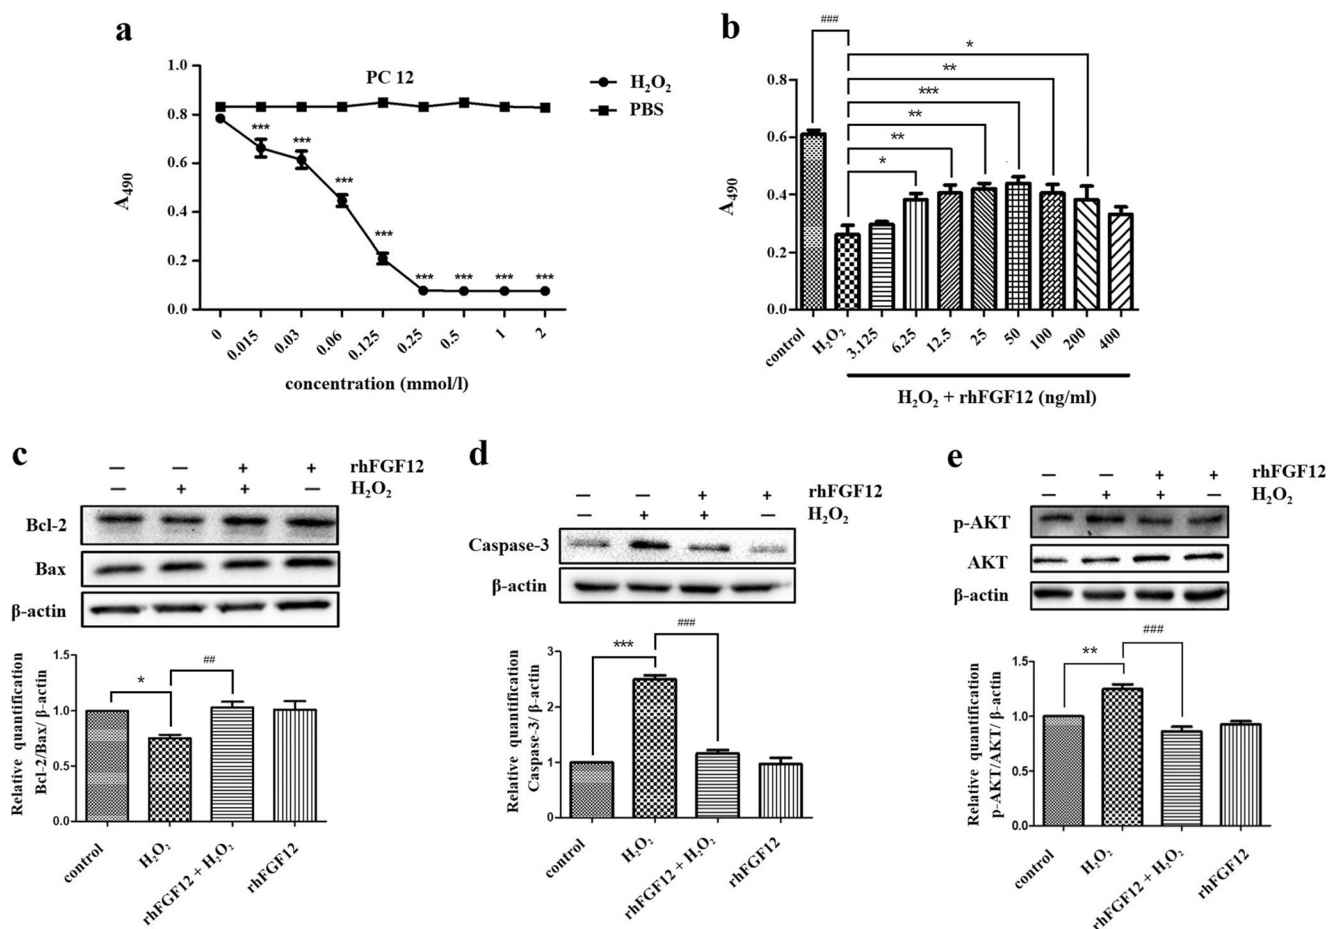 a
PC 12
H₂O₂
PBS
A₄₉₀
1.0
0.8
0.6
0.4
0.2
0.0
***
***
***
***
*** *** *** ***
0 0.015 0.03 0.06 0.125 0.25 0.5 1 2
concentration (mmol/l)
b
###
*
**
***
**
**
*
A₄₉₀
0.8
0.6
0.4
0.2
0.0
control H₂O₂ 3.125 6.25 12.5 25 50 100 200 400
H₂O₂ + rhFGF12 (ng/ml)
c
— — + + rhFGF12
— + + — H₂O₂
Bcl-2
Bax
β-actin
Relative quantification
Bcl-2/Bax/ β-actin
1.5
1.0
0.5
0.0
*
##
control H₂O₂ rhFGF12 + H₂O₂ rhFGF12
d
— — + + rhFGF12
— + + — H₂O₂
Caspase-3
β-actin
Relative quantification
Caspase-3/ β-actin
3
2
1
0
***
###
control H₂O₂ rhFGF12 + H₂O₂ rhFGF12
e
— — + + rhFGF12
— + + — H₂O₂
p-AKT
AKT
β-actin
Relative quantification
p-AKT/AKT/ β-actin
1.5
1.0
0.5
0.0
**
###
control H₂O₂ rhFGF12 + H₂O₂ rhFGF12